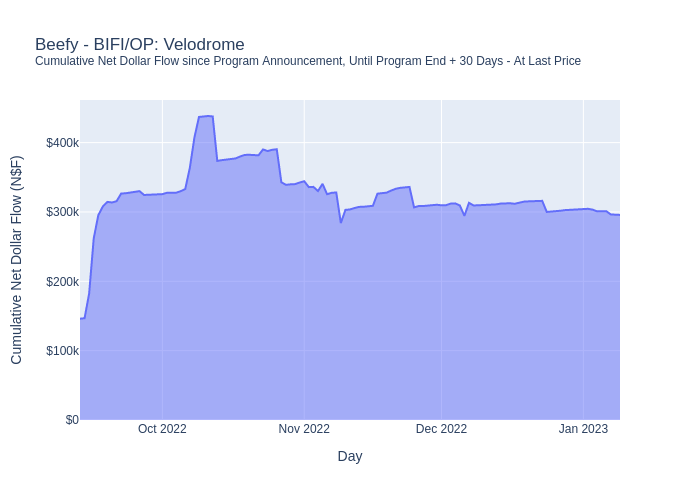 Beefy - BIFI/OP: Velodrome
Cumulative Net Dollar Flow since Program Announcement, Until Program End + 30 Days - At Last Price
Cumulative Net Dollar Flow (N$F)
$400k
$300k
$200k
$100k
$0
Oct 2022
Nov 2022
Dec 2022
Jan 2023
Day